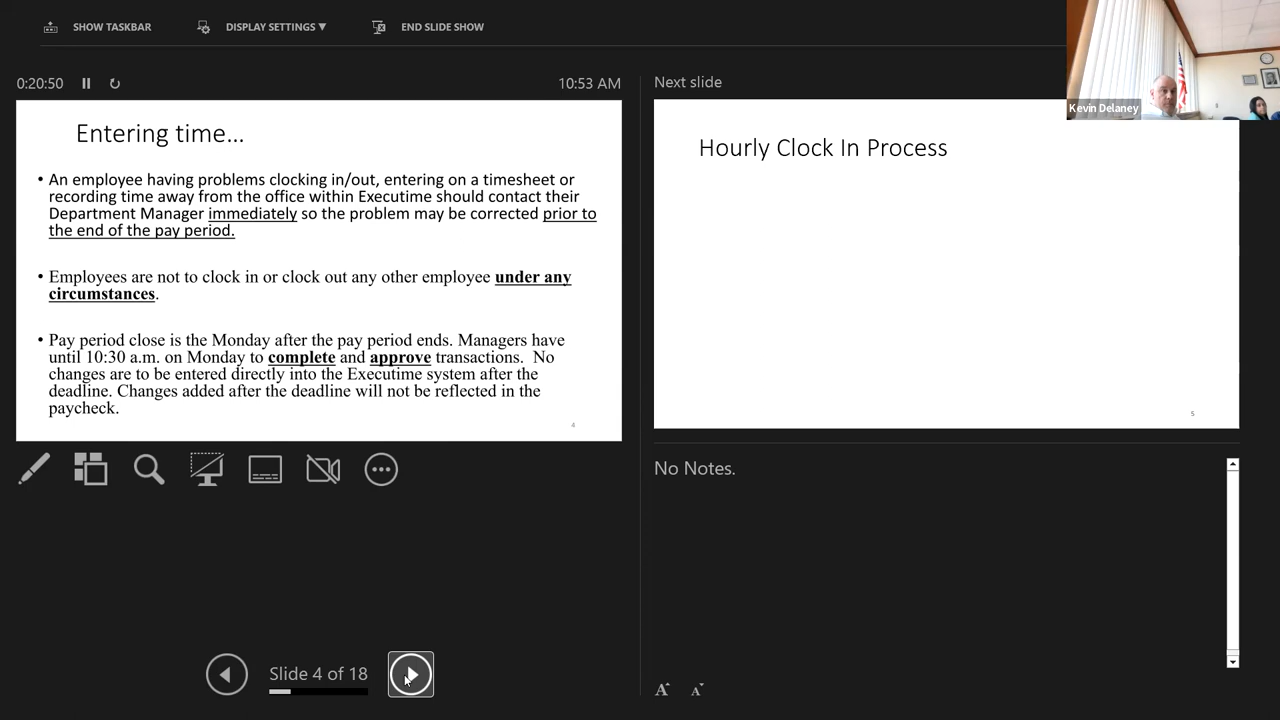 SHOW TASKBAR
DISPLAY SETTINGS ▼
END SLIDE SHOW
Kevin Delaney
0:20:50
10:53 AM
Next slide
Entering time...
• An employee having problems clocking in/out, entering on a timesheet or
recording time away from the office within Executime should contact their
Department Manager immediately so the problem may be corrected prior to
the end of the pay period.
• Employees are not to clock in or clock out any other employee under any
circumstances.
• Pay period close is the Monday after the pay period ends. Managers have
until 10:30 a.m. on Monday to complete and approve transactions. No
changes are to be entered directly into the Executime system after the
deadline. Changes added after the deadline will not be reflected in the
paycheck.
4
Hourly Clock In Process
5
No Notes.
Slide 4 of 18
A A